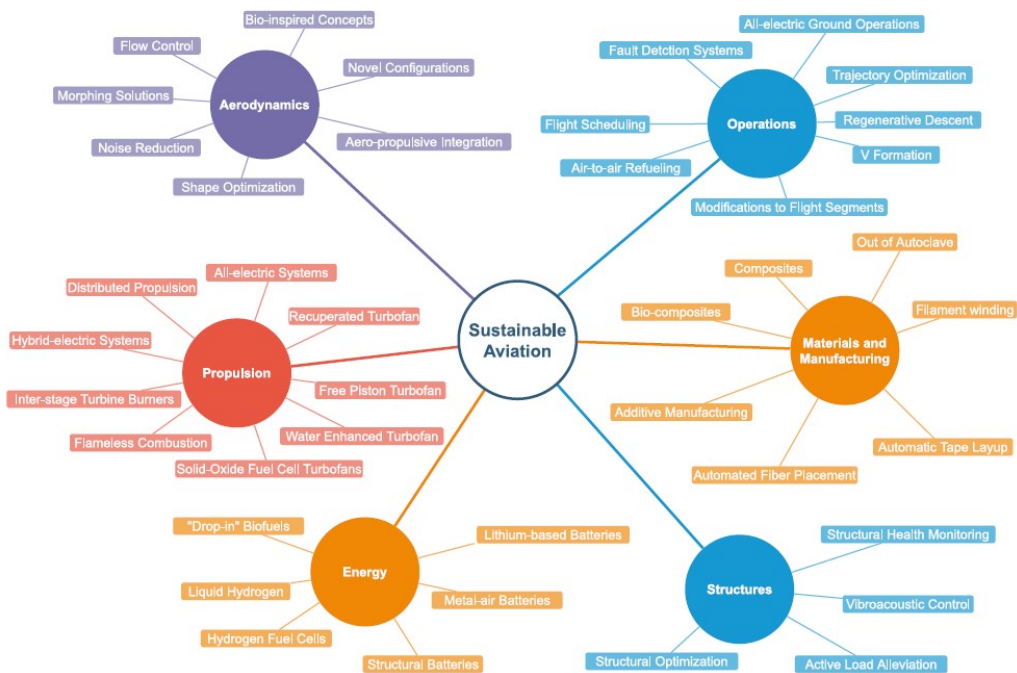 Bio-inspired Concepts
Flow Control
Novel Configurations
Morphing Solutions
Aerodynamics
Noise Reduction
Aero-propulsive Integration
Shape Optimization
All-electric Ground Operations
Fault Detction Systems
Trajectory Optimization
Flight Scheduling
Operations
Regenerative Descent
Air-to-air Refueling
V Formation
Modifications to Flight Segments
Sustainable
Aviation
All-electric Systems
Distributed Propulsion
Recuperated Turbofan
Hybrid-electric Systems
Propulsion
Inter-stage Turbine Burners
Free Piston Turbofan
Flameless Combustion
Water Enhanced Turbofan
Solid-Oxide Fuel Cell Turbofans
Out of Autoclave
Composites
Bio-composites
Filament winding
Materials and
Manufacturing
Additive Manufacturing
Automatic Tape Layup
Automated Fiber Placement
"Drop-in" Biofuels
Lithium-based Batteries
Energy
Liquid Hydrogen
Metal-air Batteries
Hydrogen Fuel Cells
Structural Batteries
Structural Health Monitoring
Structures
Vibroacoustic Control
Structural Optimization
Active Load Alleviation